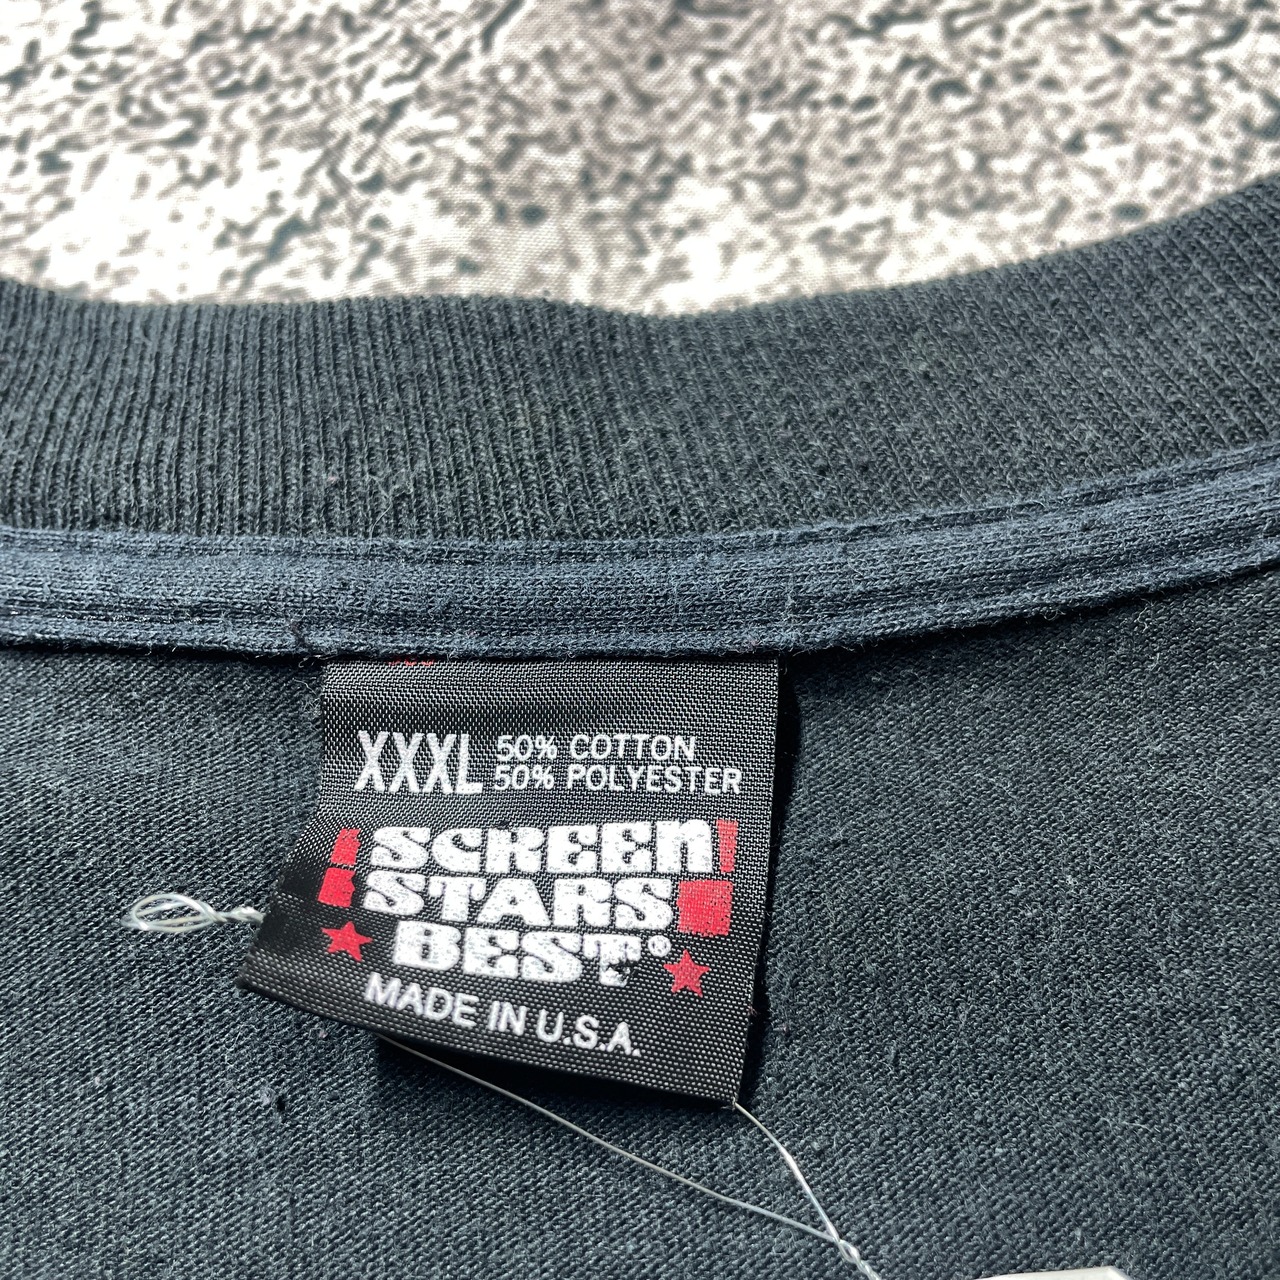 XXXL 50% COTTON
50% POLYESTER
SCREEN
STARS
BEST®
MADE IN U.S.A.